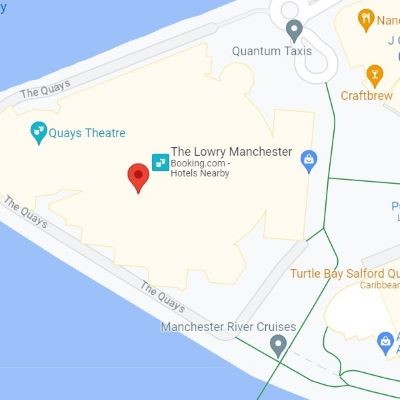 y
Nan
Quantum Taxis
J
Craftbrew
The Quays
Quays Theatre
The Lowry Manchester
Booking.com -
Hotels Nearby
The Quays
P
L
Turtle Bay Salford Qu
Caribbean
The Quays
Manchester River Cruises
A
A